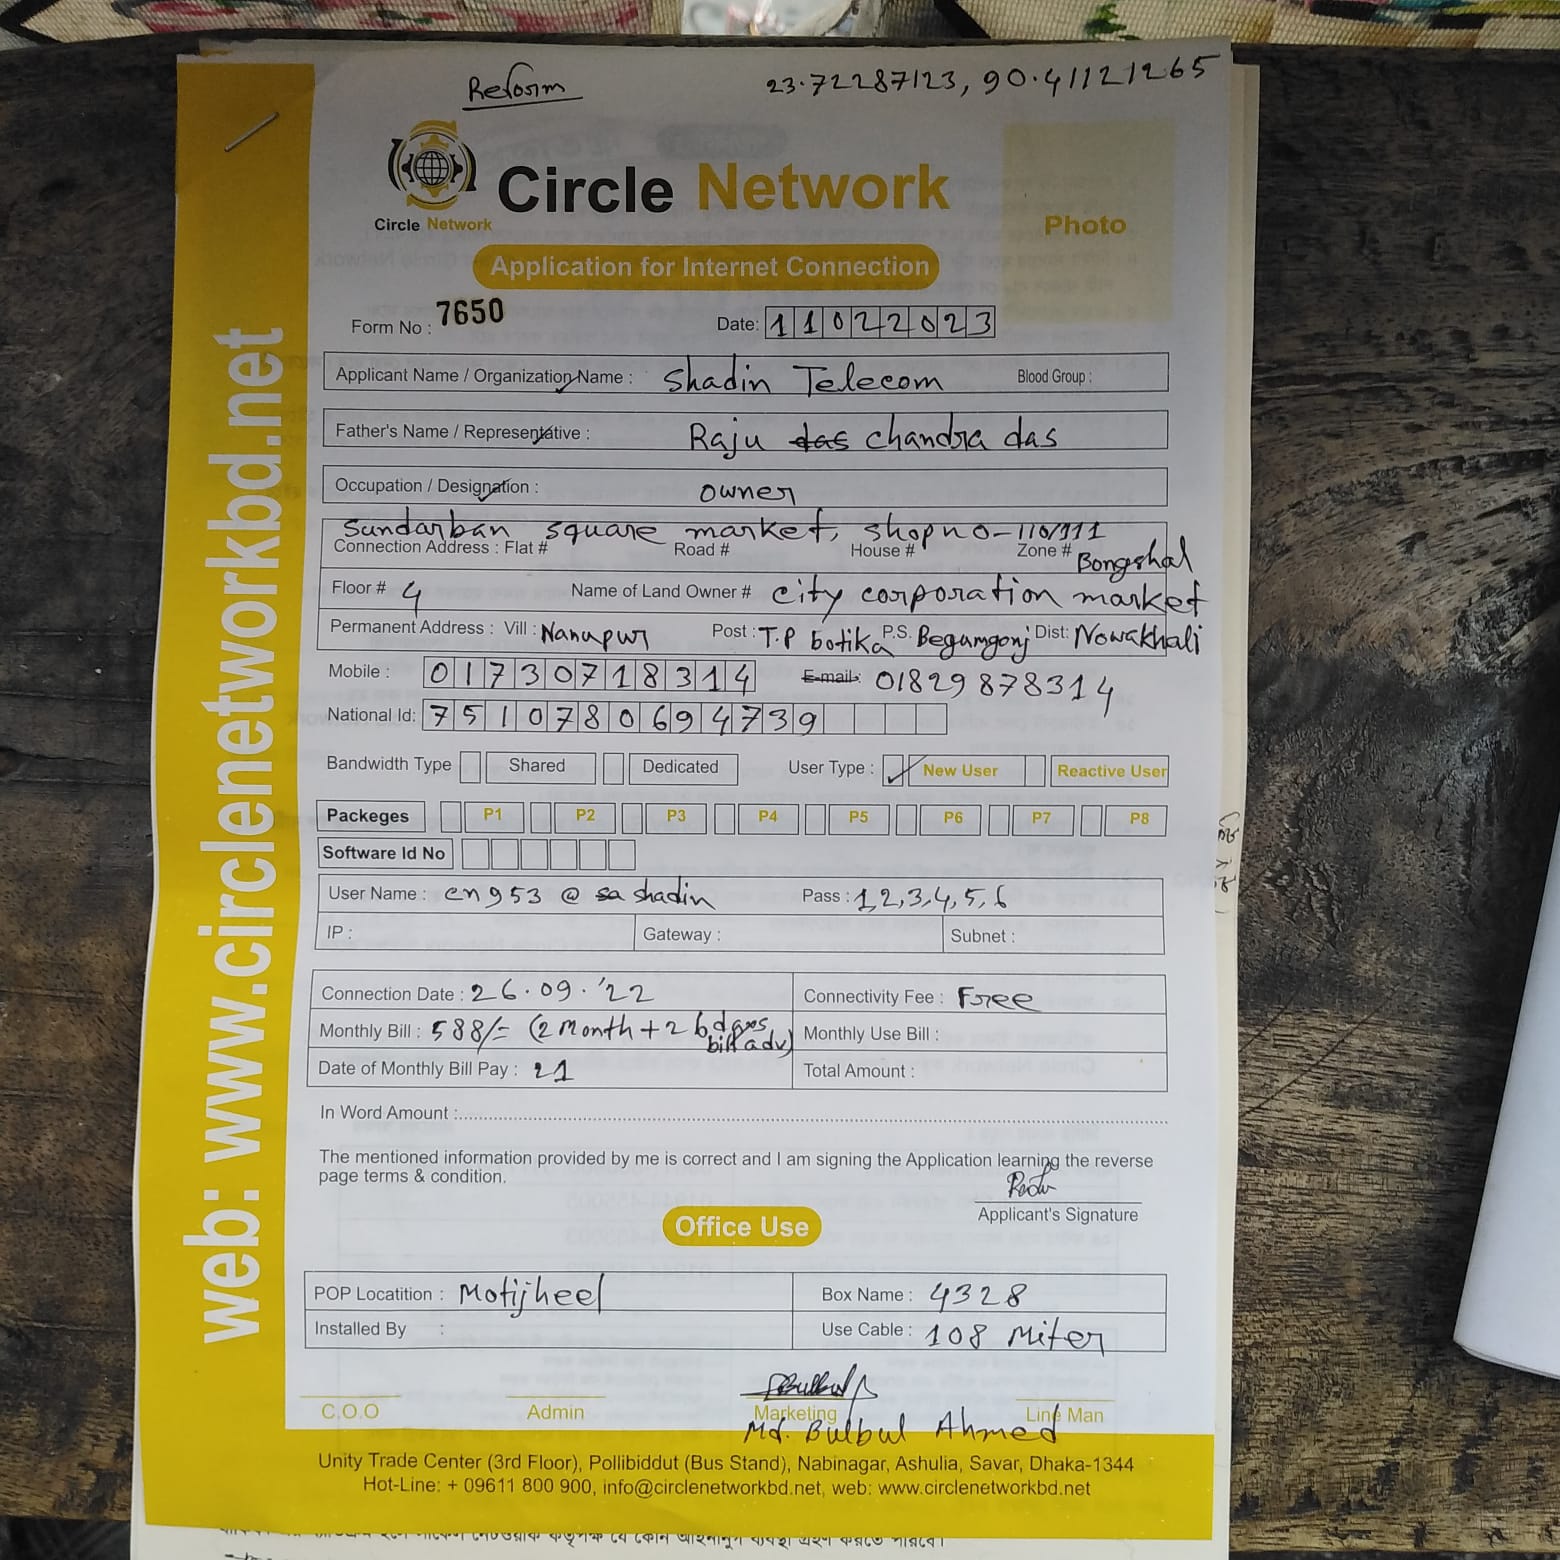 Reform 23.72287123, 90.41121265
Circle Network
Circle Network
Photo
Application for Internet Connection
Form No : 7650 Date: 11022023
Applicant Name / Organization Name : Shadin Telecom Blood Group :
Father's Name / Representative : Raju das chandra das
Occupation / Designation : owner
Sundarban square market, shop no-110/111
Connection Address : Flat # Road # House # Zone # Bongshal
Floor # 4 Name of Land Owner # city corporation market
Permanent Address : Vill : Nanupur Post : T.P botika P.S. Begumgonj Dist: Nowakhali
Mobile : 01730718314 E-mail: 01829878314
National Id: 7510780694739
Bandwidth Type Shared Dedicated User Type : New User Reactive User
Packeges P1 P2 P3 P4 P5 P6 P7 P8
Software Id No
User Name : en953 @ sa shadin Pass : 1,2,3,4,5,6
IP : Gateway : Subnet :
Connection Date : 26.09.'22 Connectivity Fee : Free
Monthly Bill : 588/= (2 month + 2 days bill adv) Monthly Use Bill :
Date of Monthly Bill Pay : 21 Total Amount :
In Word Amount :
The mentioned information provided by me is correct and I am signing the Application learning the reverse
page terms & condition.
Applicant's Signature
Office Use
POP Locatition : Motijheel Box Name : 4328
Installed By : Use Cable : 108 Miter
C.O.O Admin Marketing Line Man
Md. Bulbul Ahmed
Unity Trade Center (3rd Floor), Pollibiddut (Bus Stand), Nabinagar, Ashulia, Savar, Dhaka-1344
Hot-Line: + 09611 800 900, info@circlenetworkbd.net, web: www.circlenetworkbd.net
web: www.circlenetworkbd.net